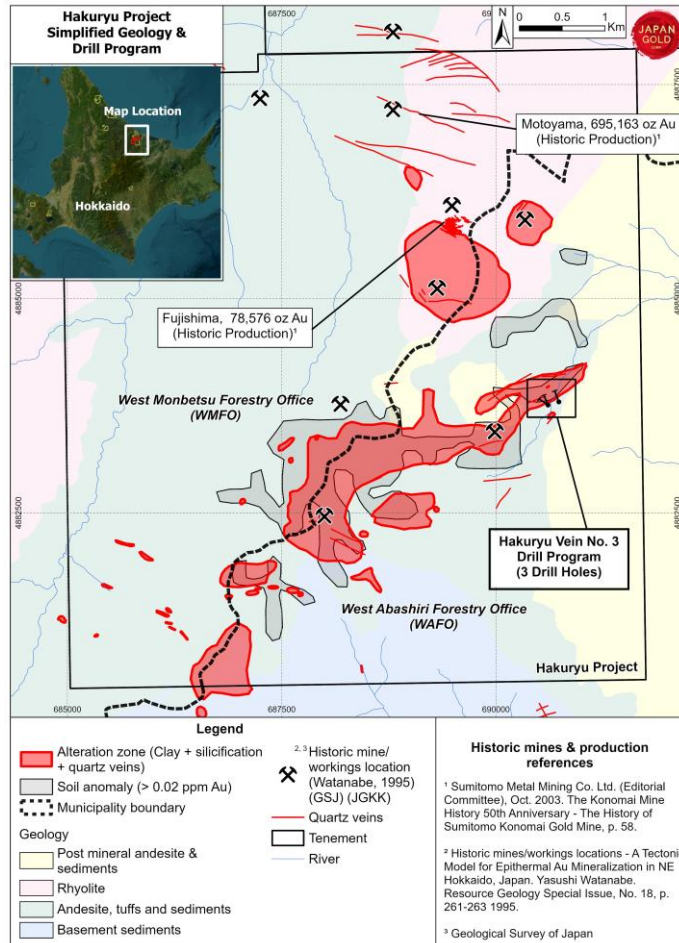 Hakuryu Project
Simplified Geology &
Drill Program
Map Location
Hokkaido
687500
N
0 0.5 1
Km
JAPAN
GOLD
4887500
4887500
Motoyama, 695,163 oz Au
(Historic Production)¹
4885000
4885000
Fujishima, 78,576 oz Au
(Historic Production)¹
West Monbetsu Forestry Office
(WMFO)
4882500
4882500
Hakuryu Vein No. 3
Drill Program
(3 Drill Holes)
West Abashiri Forestry Office
(WAFO)
Hakuryu Project
685000
687500
690000
Legend
Alteration zone (Clay + silicification
+ quartz veins)
Soil anomaly (> 0.02 ppm Au)
Municipality boundary
Geology
Post mineral andesite &
sediments
Rhyolite
Andesite, tuffs and sediments
Basement sediments
2, 3 Historic mine/
workings location
(Watanabe, 1995)
(GSJ) (JGKK)
Quartz veins
Tenement
River
Historic mines & production
references
¹ Sumitomo Metal Mining Co. Ltd. (Editorial
Committee), Oct. 2003. The Konomai Mine
History 50th Anniversary - The History of
Sumitomo Konomai Gold Mine, p. 58.
² Historic mines/workings locations - A Tectoni
Model for Epithermal Au Mineralization in NE
Hokkaido, Japan. Yasushi Watanabe.
Resource Geology Special Issue, No. 18, p.
261-263 1995.
³ Geological Survey of Japan